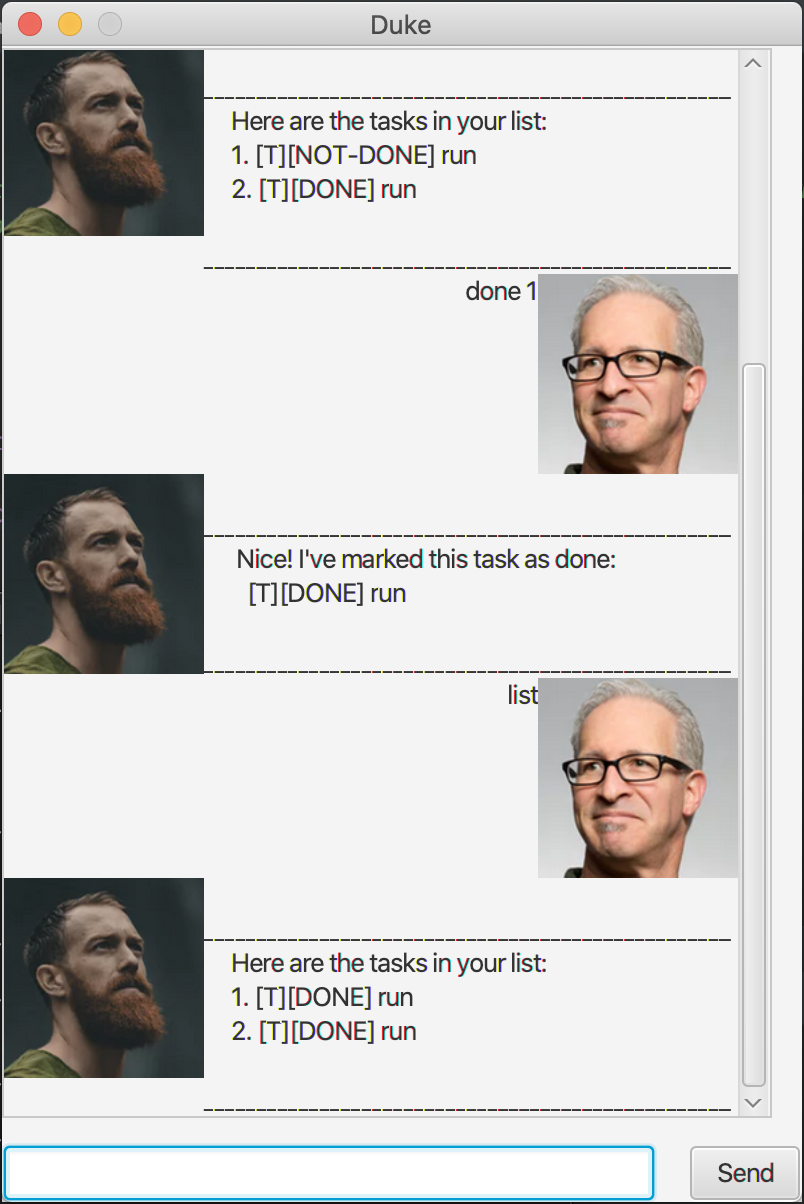 Duke
____________________________________________
Here are the tasks in your list:
1. [T][NOT-DONE] run
2. [T][DONE] run
____________________________________________
done 1
____________________________________________
Nice! I've marked this task as done:
[T][DONE] run
____________________________________________
list
____________________________________________
Here are the tasks in your list:
1. [T][DONE] run
2. [T][DONE] run
____________________________________________
Send